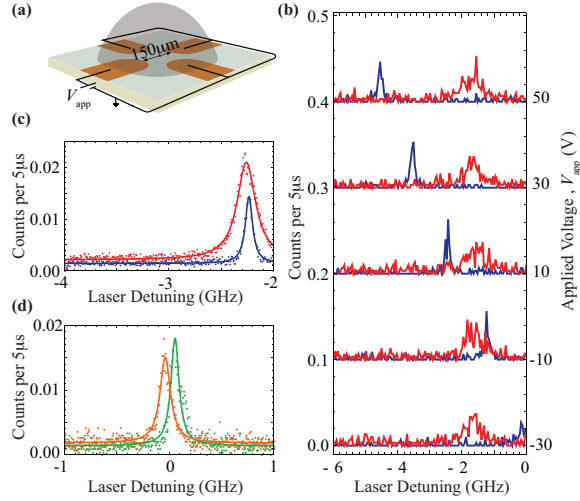 (a)
150μm
V_app
(b)
0.5
0.4
0.3
0.2
0.1
0.0
Counts per 5μs
50
30
10
-10
-30
Applied Voltage , V_app (V)
- 6
- 4
- 2
0
Laser Detuning (GHz)
(c)
0.02
0.01
0.00
Counts per 5μs
-4
-3
-2
Laser Detuning (GHz)
(d)
0.02
0.01
0.00
Counts per 5μs
-1
0
1
Laser Detuning (GHz)